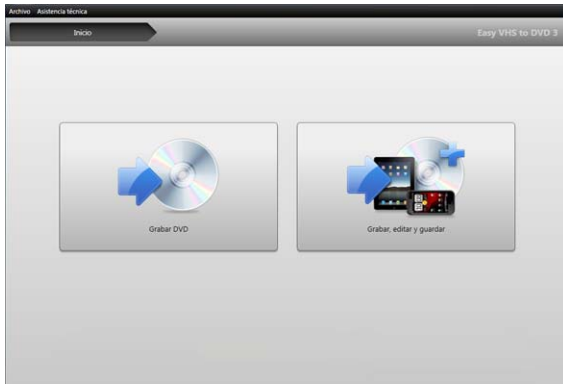 Archivo Asistencia técnica
Inicio
Easy VHS to DVD 3
Grabar DVD
Grabar, editar y guardar